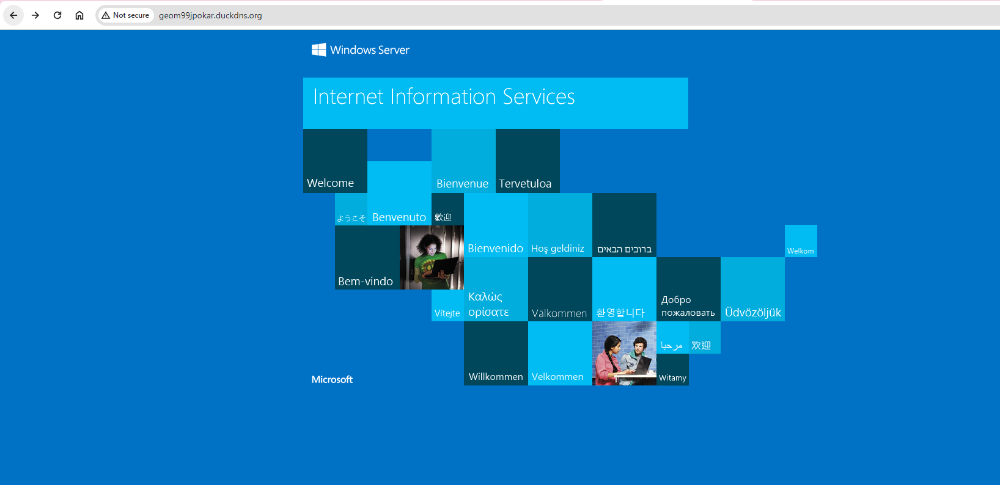 Not secure
geom99jpokar.duckdns.org
Windows Server
Internet Information Services
Welcome
Bienvenue
Tervetuloa
ようこそ
Benvenuto
歡迎
Bienvenido
Hoş geldiniz
ברוכים הבאים
Welkom
Bem-vindo
Vítejte
Καλώς
ορίσατε
Välkommen
환영합니다
Добро
пожаловать
Üdvözöljük
Willkommen
Velkommen
مرحبا
欢迎
Witamy
Microsoft